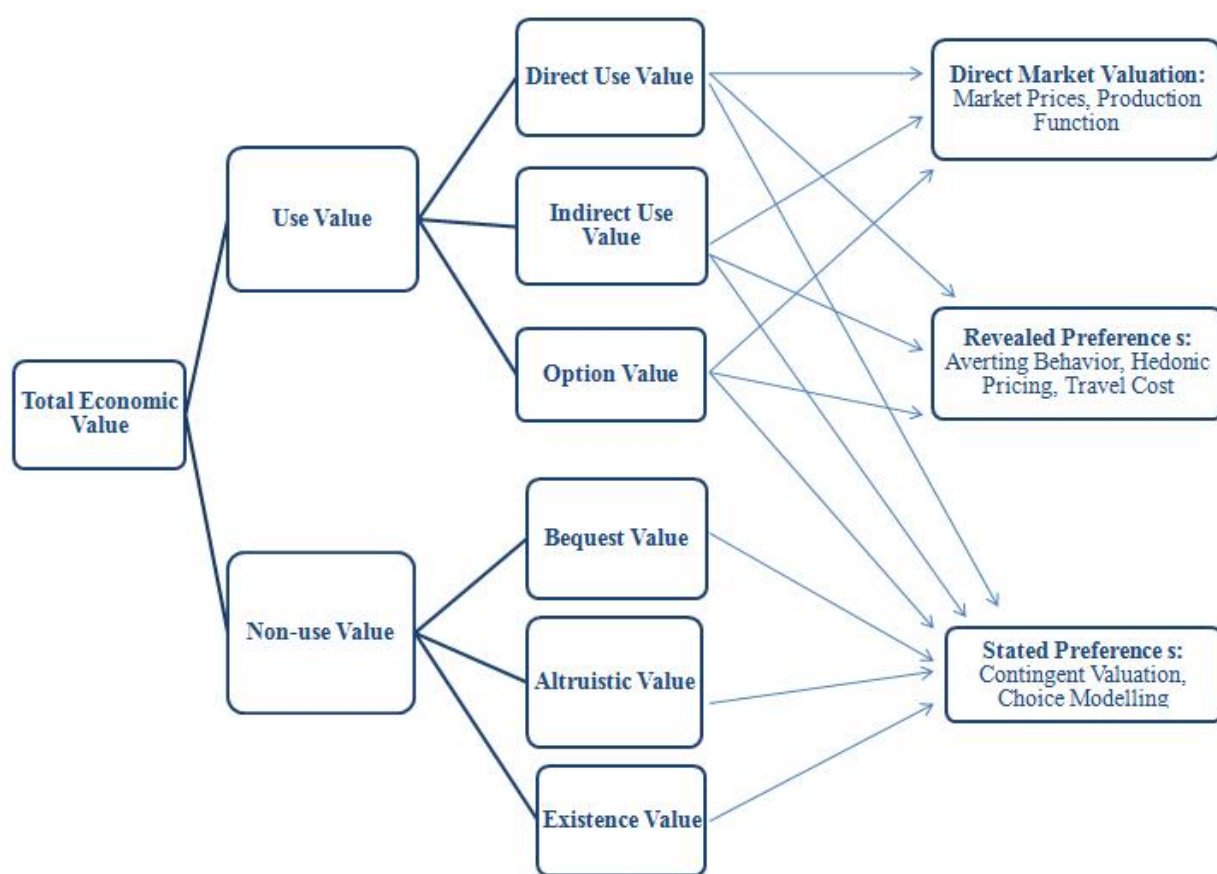 Total Economic
Value
Use Value
Non-use Value
Direct Use Value
Indirect Use
Value
Option Value
Bequest Value
Altruistic Value
Existence Value
Direct Market Valuation:
Market Prices, Production
Function
Revealed Preference s:
Averting Behavior, Hedonic
Pricing, Travel Cost
Stated Preference s:
Contingent Valuation,
Choice Modelling